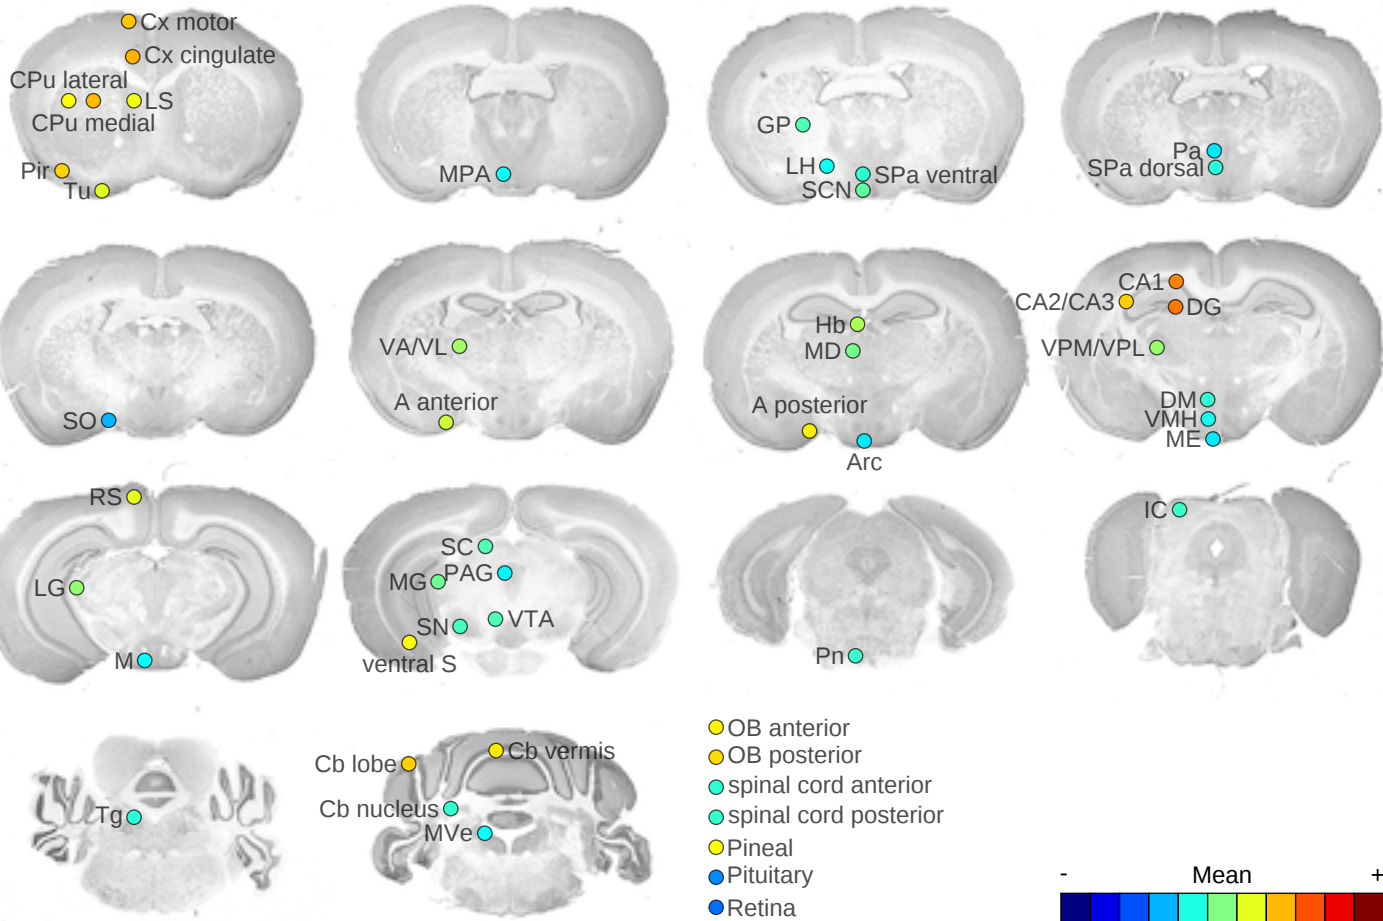 Cx motor
Cx cingulate
CPu lateral
LS
CPu medial
Pir
Tu
MPA
GP
LH
SPa ventral
SCN
Pa
SPa dorsal
SO
VA/VL
A anterior
Hb
MD
A posterior
Arc
CA1
CA2/CA3
DG
VPM/VPL
DM
VMH
ME
RS
LG
M
SC
MG
PAG
SN
VTA
ventral S
Pn
IC
Tg
Cb lobe
Cb vermis
Cb nucleus
MVe
OB anterior
OB posterior
spinal cord anterior
spinal cord posterior
Pineal
Pituitary
Retina
- Mean +